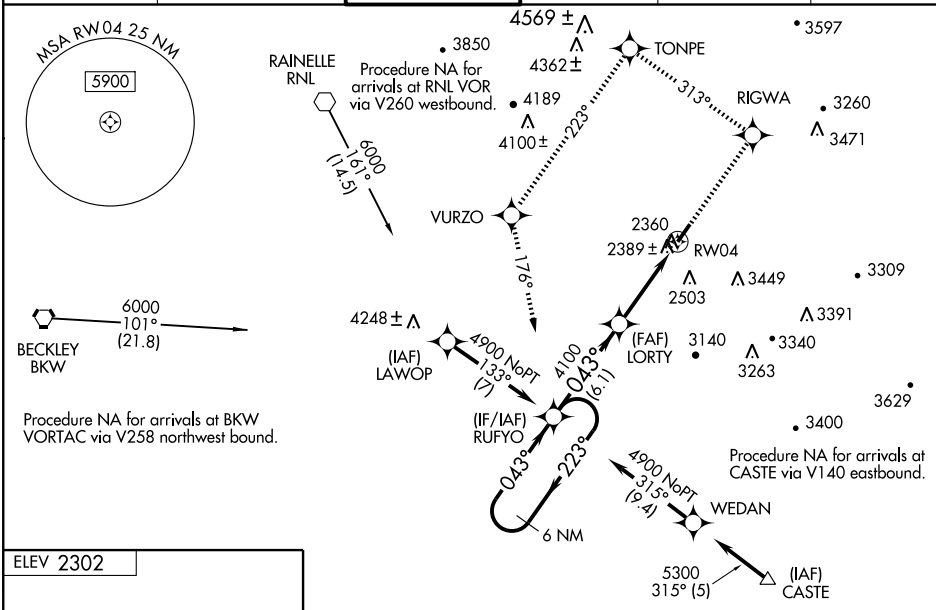 MSA RW04 25 NM
5900
RAINELLE
RNL
3850
Procedure NA for
arrivals at RNL VOR
via V260 westbound.
4569 ±
4362 ±
4189
4100 ±
TONPE
3597
313°
RIGWA
3260
3471
223°
6000
161°
(14.5)
VURZO
176°
2360
2389 ±
RW04
2503
3449
3309
3391
6000
101°
(21.8)
BECKLEY
BKW
4248 ±
(IAF)
LAWOP
4900 NoPT
133°
(7)
4100
043°
(6.1)
(FAF)
LORTY
3140
3340
3263
3629
3400
Procedure NA for arrivals at BKW
VORTAC via V258 northwest bound.
(IF/IAF)
RUFYO
043°
223°
6 NM
Procedure NA for arrivals at
CASTE via V140 eastbound.
4900 NoPT
315°
(9.4)
WEDAN
5300
315° (5)
(IAF)
CASTE
ELEV 2302